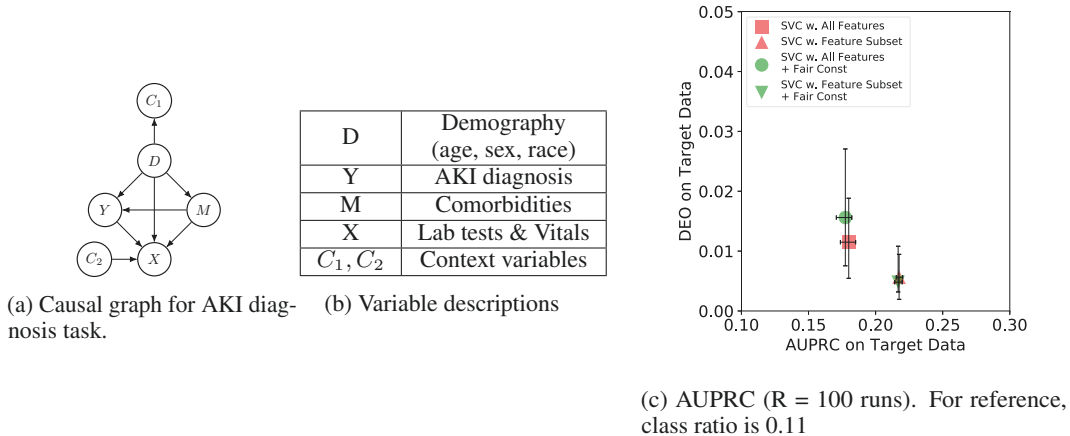 C1
D
Y
M
C2
X
(a) Causal graph for AKI diag-
nosis task.
D
Demography
(age, sex, race)
Y
AKI diagnosis
M
Comorbidities
X
Lab tests & Vitals
C1, C2
Context variables
(b) Variable descriptions
0.05
0.04
0.03
0.02
0.01
0.00
DEO on Target Data
SVC w. All Features
SVC w. Feature Subset
SVC w. All Features
+ Fair Const
SVC w. Feature Subset
+ Fair Const
0.10
0.15
0.20
0.25
0.30
AUPRC on Target Data
(c) AUPRC (R = 100 runs). For reference,
class ratio is 0.11